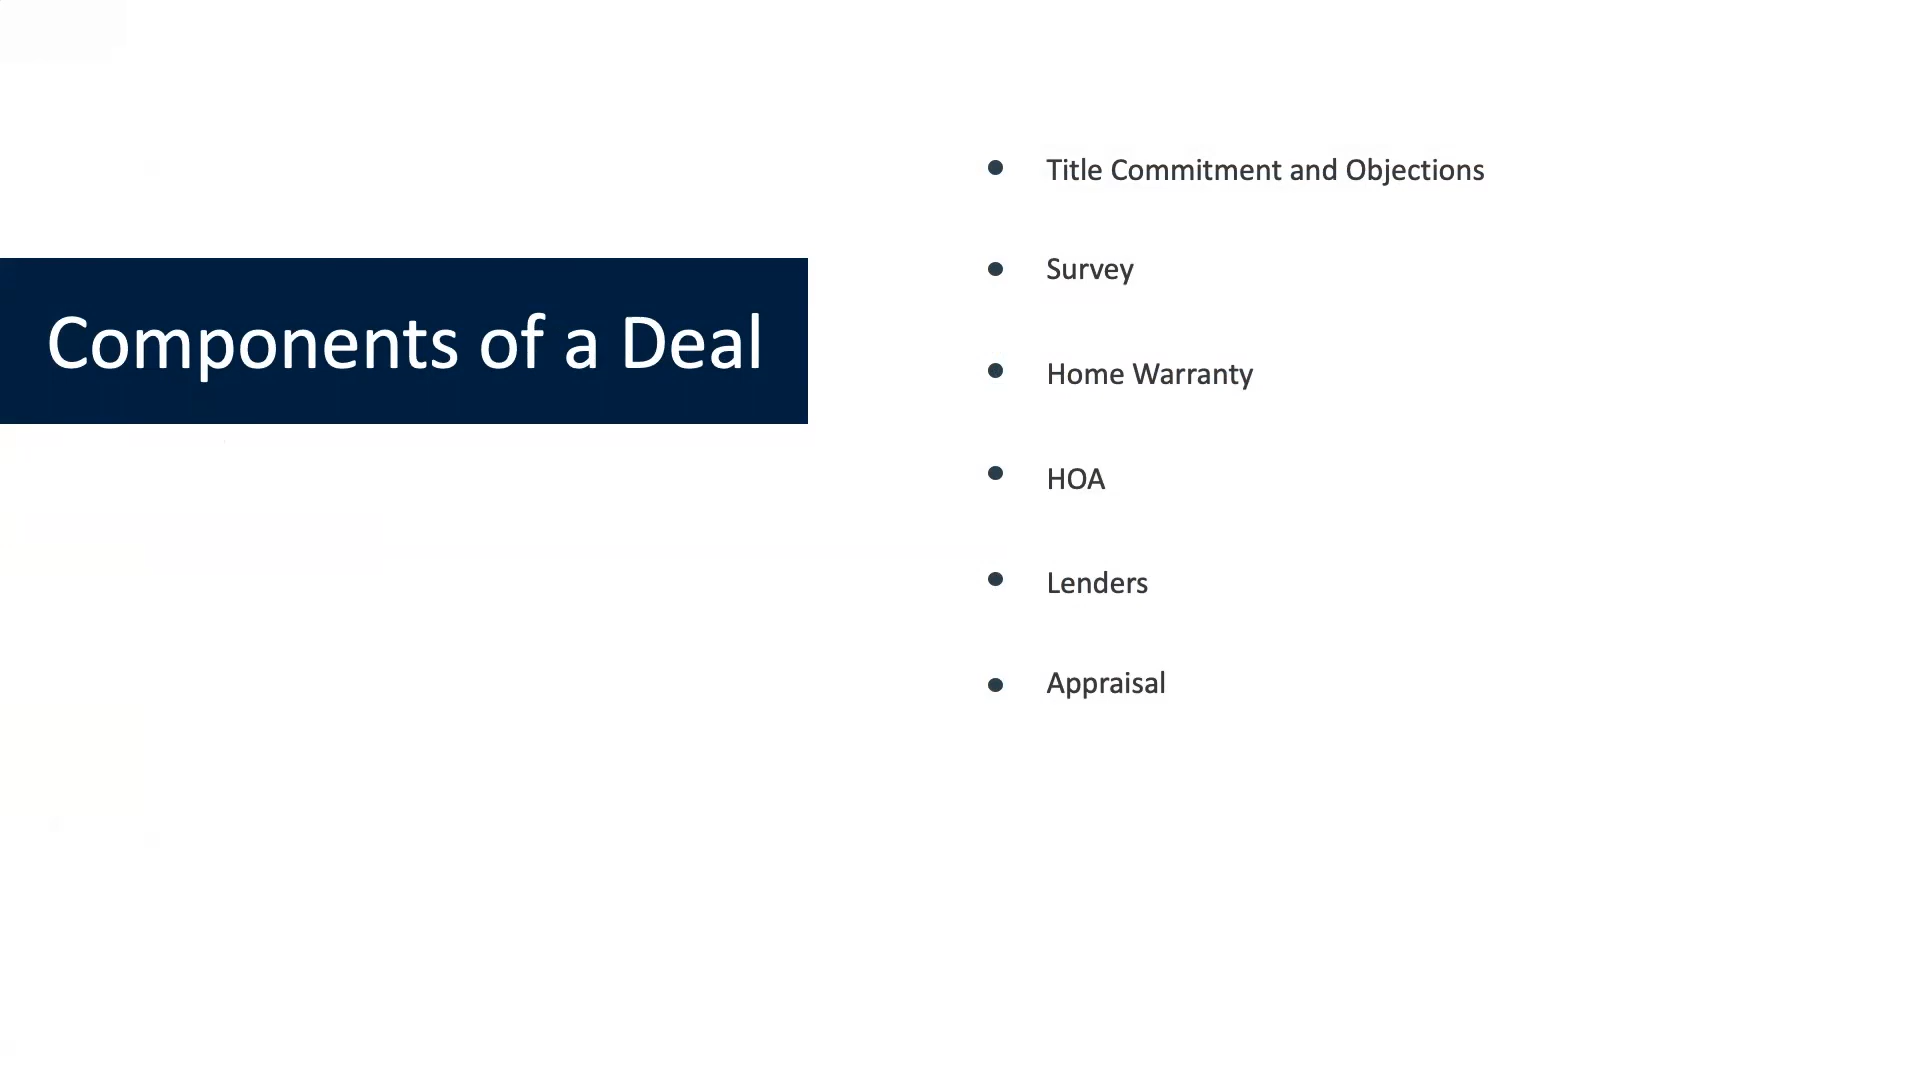 Components of a Deal
Title Commitment and Objections
Survey
Home Warranty
HOA
Lenders
Appraisal